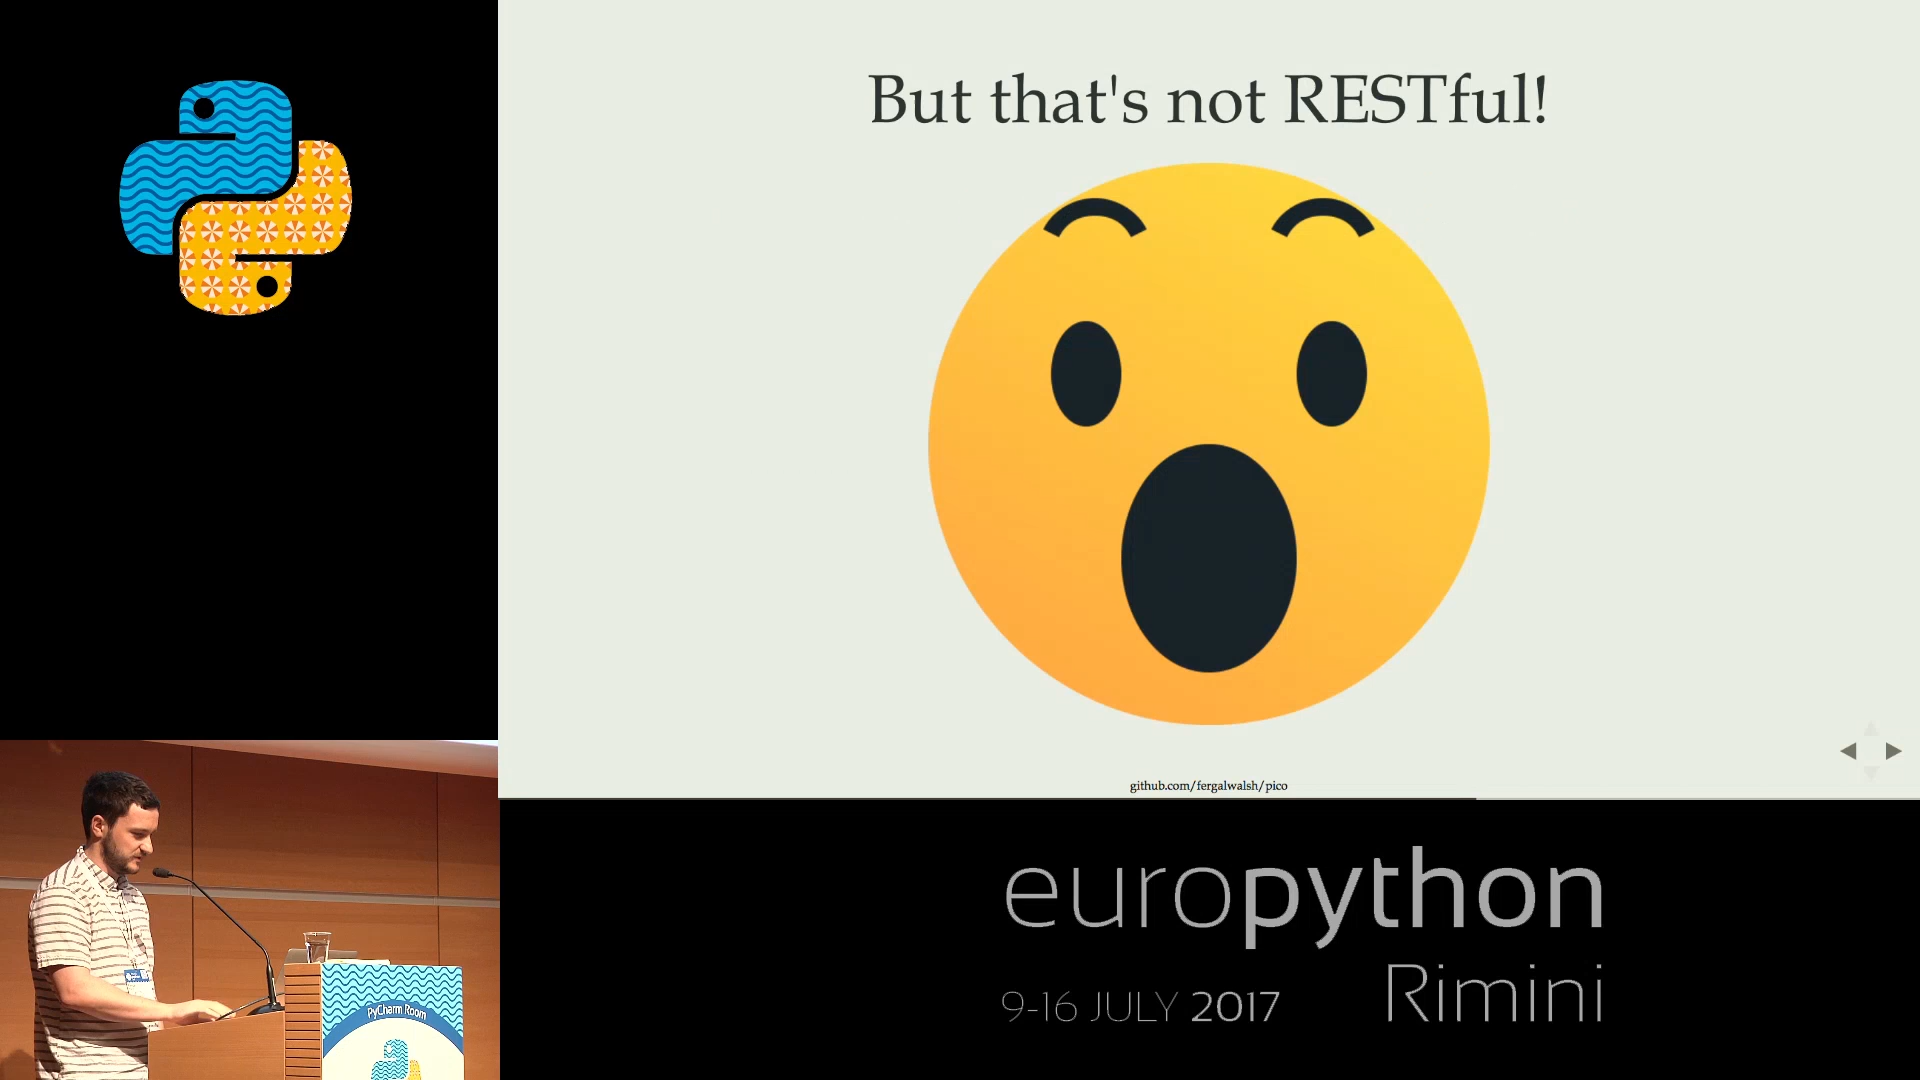 But that's not RESTful!
github.com/fergalwalsh/pico
europython
9-16 JULY 2017
Rimini
PyCharm Room